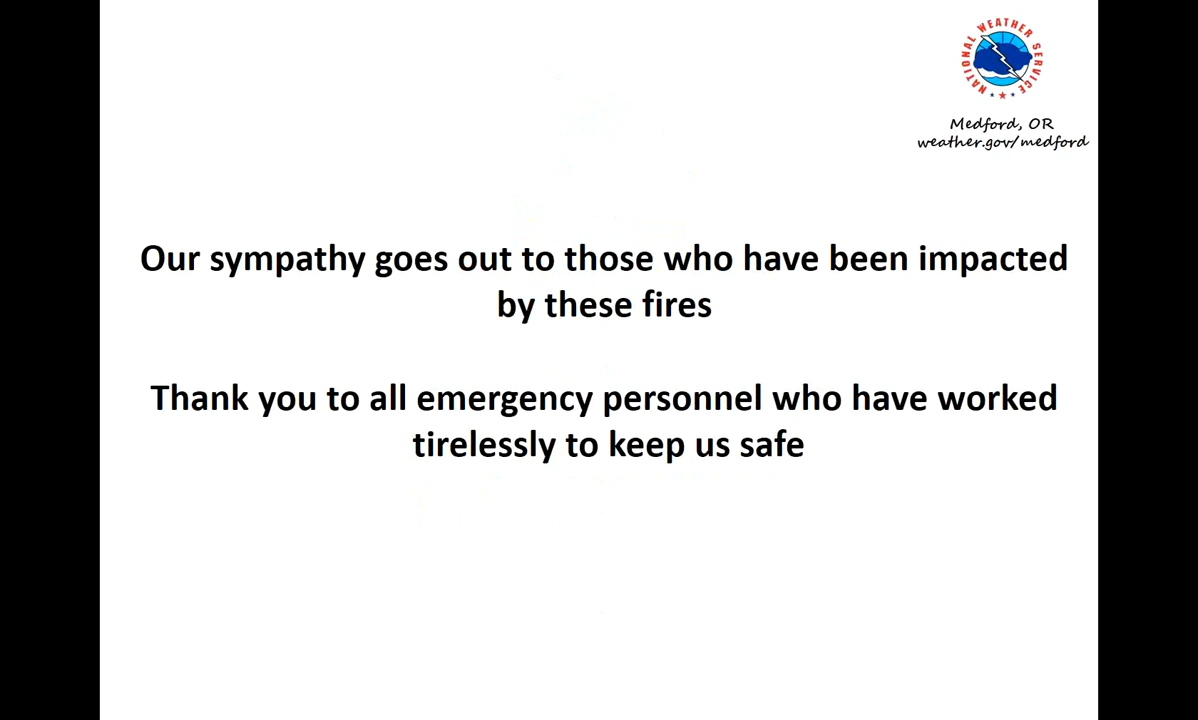 NATIONAL WEATHER SERVICE
Medford, OR
weather.gov/medford
Our sympathy goes out to those who have been impacted
by these fires
Thank you to all emergency personnel who have worked
tirelessly to keep us safe